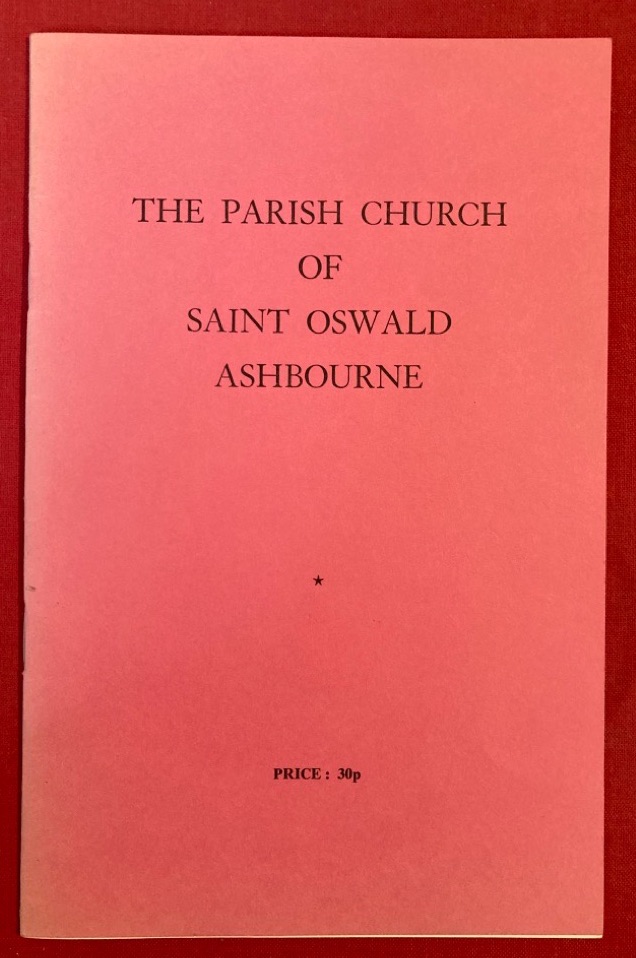 THE PARISH CHURCH
OF
SAINT OSWALD
ASHBOURNE
★
PRICE : 30p